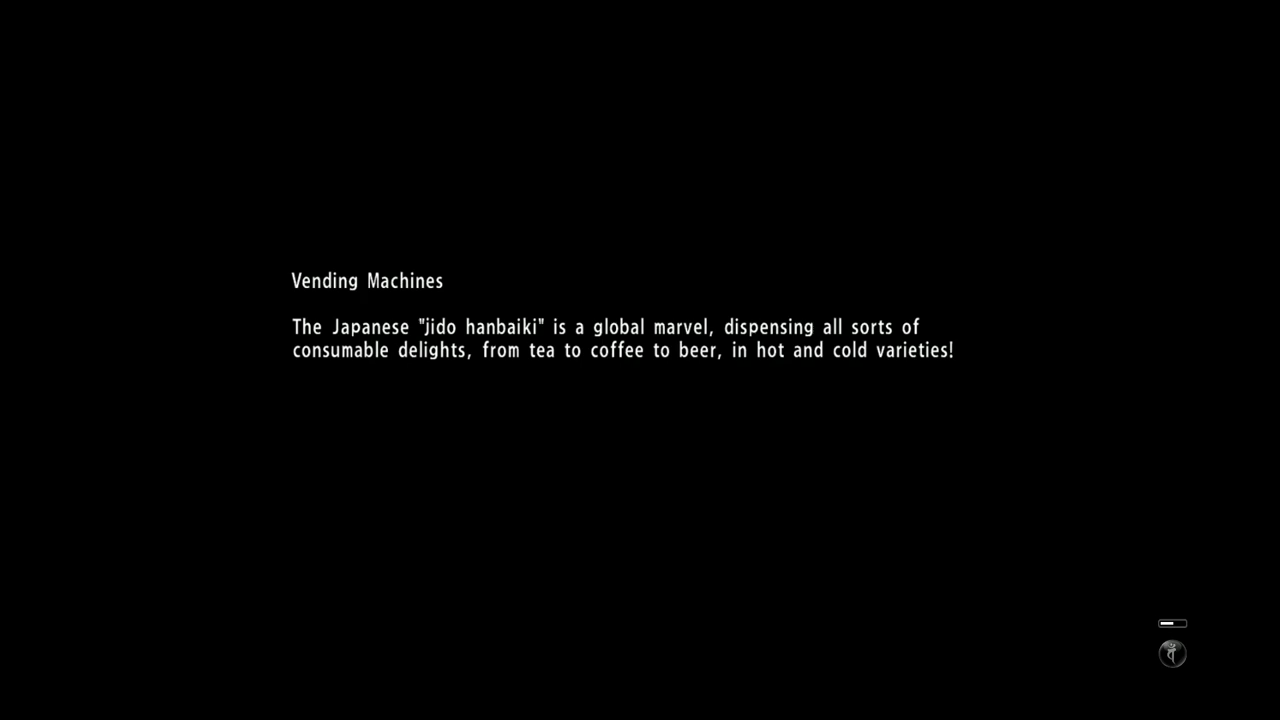 Vending Machines
The Japanese "jido hanbaiki" is a global marvel, dispensing all sorts of
consumable delights, from tea to coffee to beer, in hot and cold varieties!